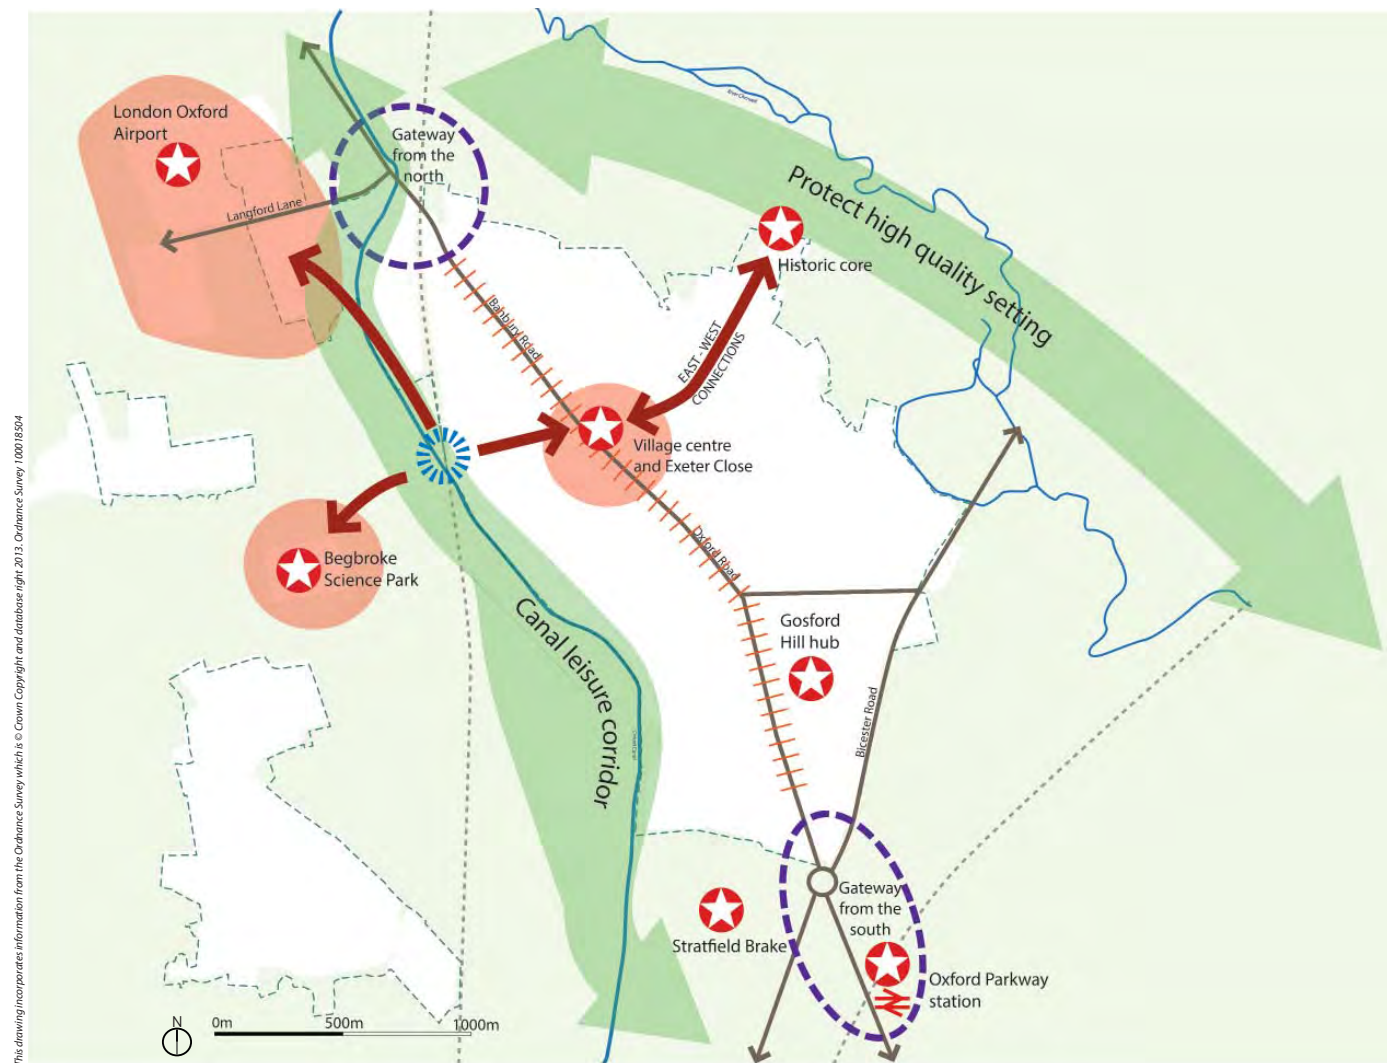 London Oxford
Airport
Gateway
from the
north
Langford Lane
Protect high quality setting
Historic core
Banbury Road
EAST - WEST
CONNECTIONS
Village centre
and Exeter Close
Begbroke
Science Park
Oxford Road
Canal leisure corridor
Gosford
Hill hub
Bicester Road
Gateway
from the
south
Stratfield Brake
Oxford Parkway
station
N
0m 500m 1000m
This drawing incorporates information from the Ordnance Survey which is © Crown Copyright and database right 2013. Ordnance Survey 100018504